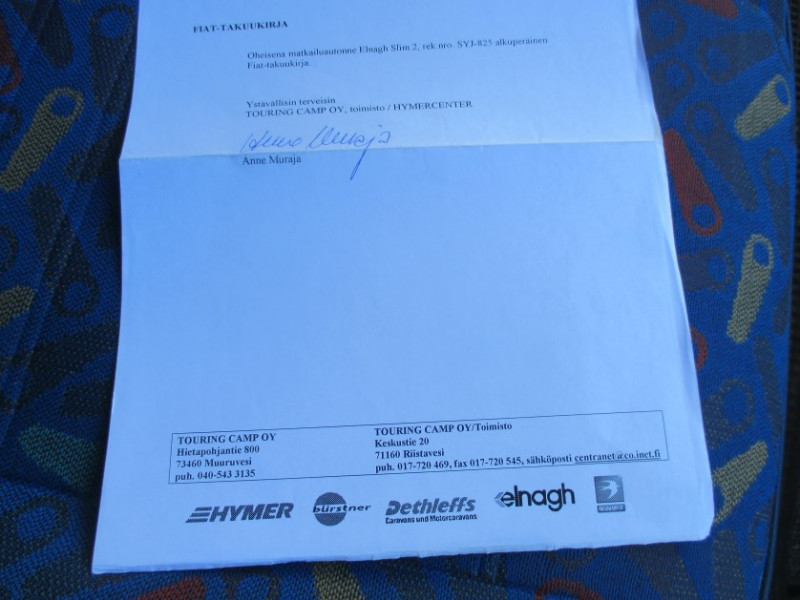 FIAT-TAKUUKIRJA
Oheisena matkailuautonne Elnagh Slim 2, rek.nro. SYJ-825 alkuperäinen
Fiat-takuukirja.
Ystävällisin terveisin
TOURING CAMP OY, toimisto / HYMERCENTER
Anne Muraja
Anne Muraja
TOURING CAMP OY
Hietapohjantie 800
73460 Muuruvesi
puh. 040-543 3135
TOURING CAMP OY/Toimisto
Keskustie 20
71160 Riistavesi
puh. 017-720 469, fax 017-720 545, sähköposti centranet@co.inet.fi
HYMER
bürstner
Dethleffs
Caravans und Motorcaravans
elnagh